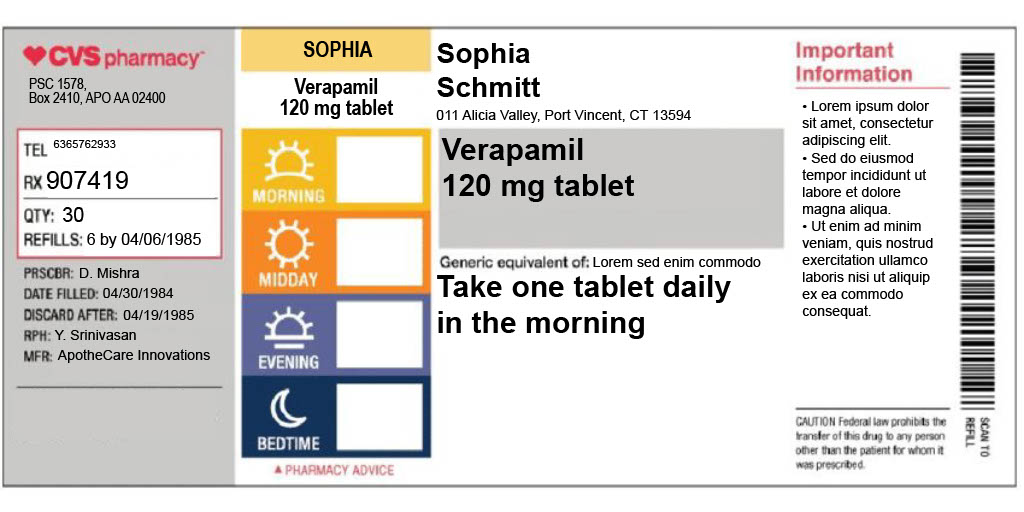 CVS pharmacy
PSC 1578,
Box 2410, APO AA 02400
TEL 6365762933
RX 907419
QTY: 30
REFILLS: 6 by 04/06/1985
PRSCBR: D. Mishra
DATE FILLED: 04/30/1984
DISCARD AFTER: 04/19/1985
RPH: Y. Srinivasan
MFR: ApotheCare Innovations
SOPHIA
Verapamil
120 mg tablet
MORNING
MIDDAY
EVENING
BEDTIME
▲ PHARMACY ADVICE
Sophia
Schmitt
011 Alicia Valley, Port Vincent, CT 13594
Verapamil
120 mg tablet
Generic equivalent of: Lorem sed enim commodo
Take one tablet daily
in the morning
Important
Information
• Lorem ipsum dolor
sit amet, consectetur
adipiscing elit.
• Sed do eiusmod
tempor incididunt ut
labore et dolore
magna aliqua.
• Ut enim ad minim
veniam, quis nostrud
exercitation ullamco
laboris nisi ut aliquip
ex ea commodo
consequat.
CAUTION Federal law prohibits the
transfer of this drug to any person
other than the patient for whom it
was prescribed.
SCAN TO
REFILL